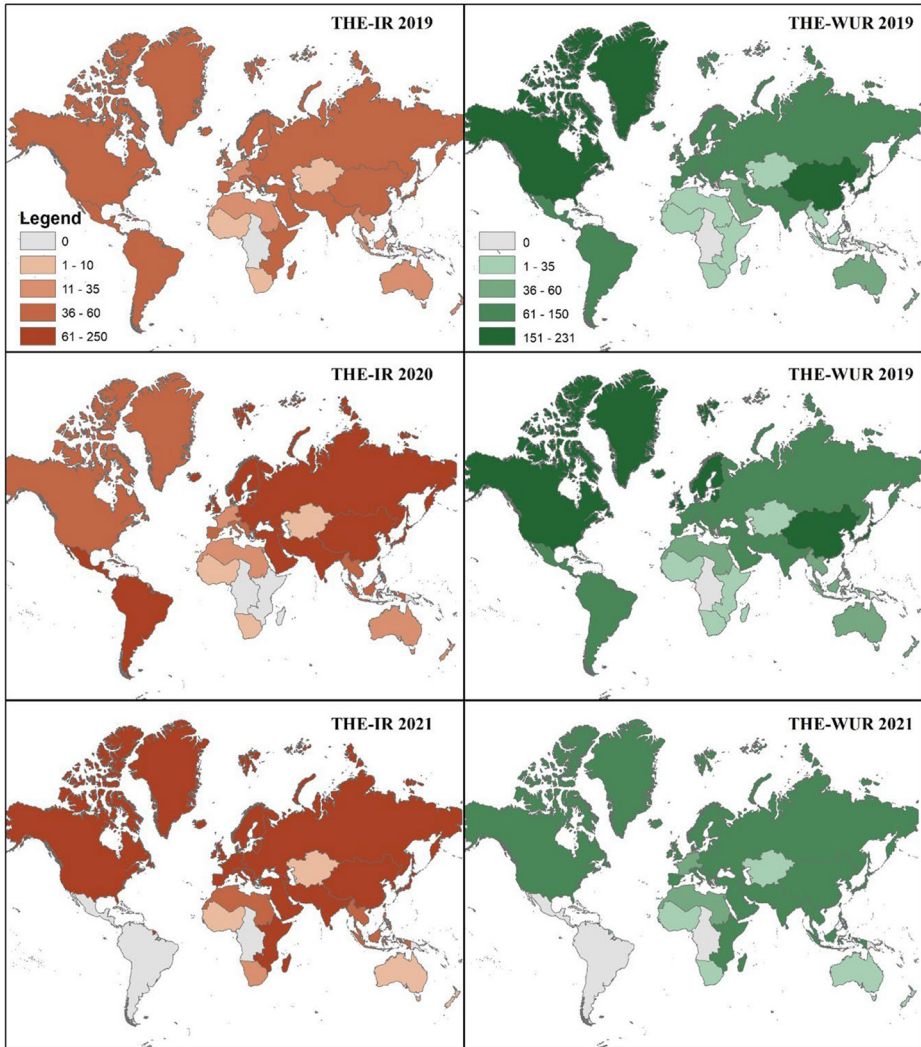 THE-IR 2019
THE-WUR 2019
Legend
0
1 - 10
11 - 35
36 - 60
61 - 250
0
1 - 35
36 - 60
61 - 150
151 - 231
THE-IR 2020
THE-WUR 2019
THE-IR 2021
THE-WUR 2021